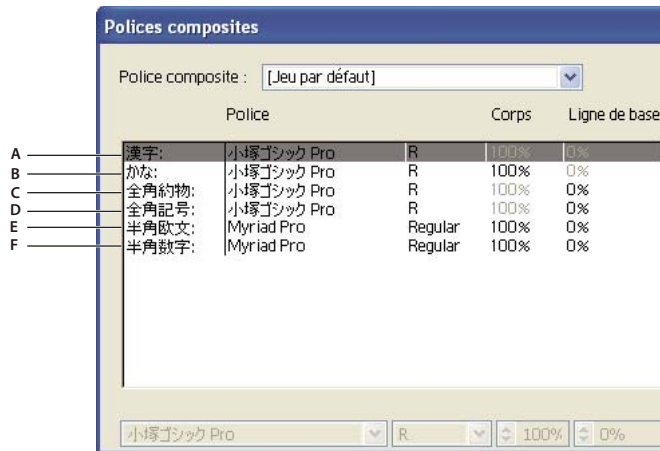 Polices composites
Police composite : [Jeu par défaut]
Police Corps Ligne de base
A 漢字: 小塚ゴシック Pro R 100% 0%
B かな: 小塚ゴシック Pro R 100% 0%
C 全角約物: 小塚ゴシック Pro R 100% 0%
D 全角記号: 小塚ゴシック Pro R 100% 0%
E 半角欧文: Myriad Pro Regular 100% 0%
F 半角数字: Myriad Pro Regular 100% 0%
小塚ゴシック Pro R 100% 0%